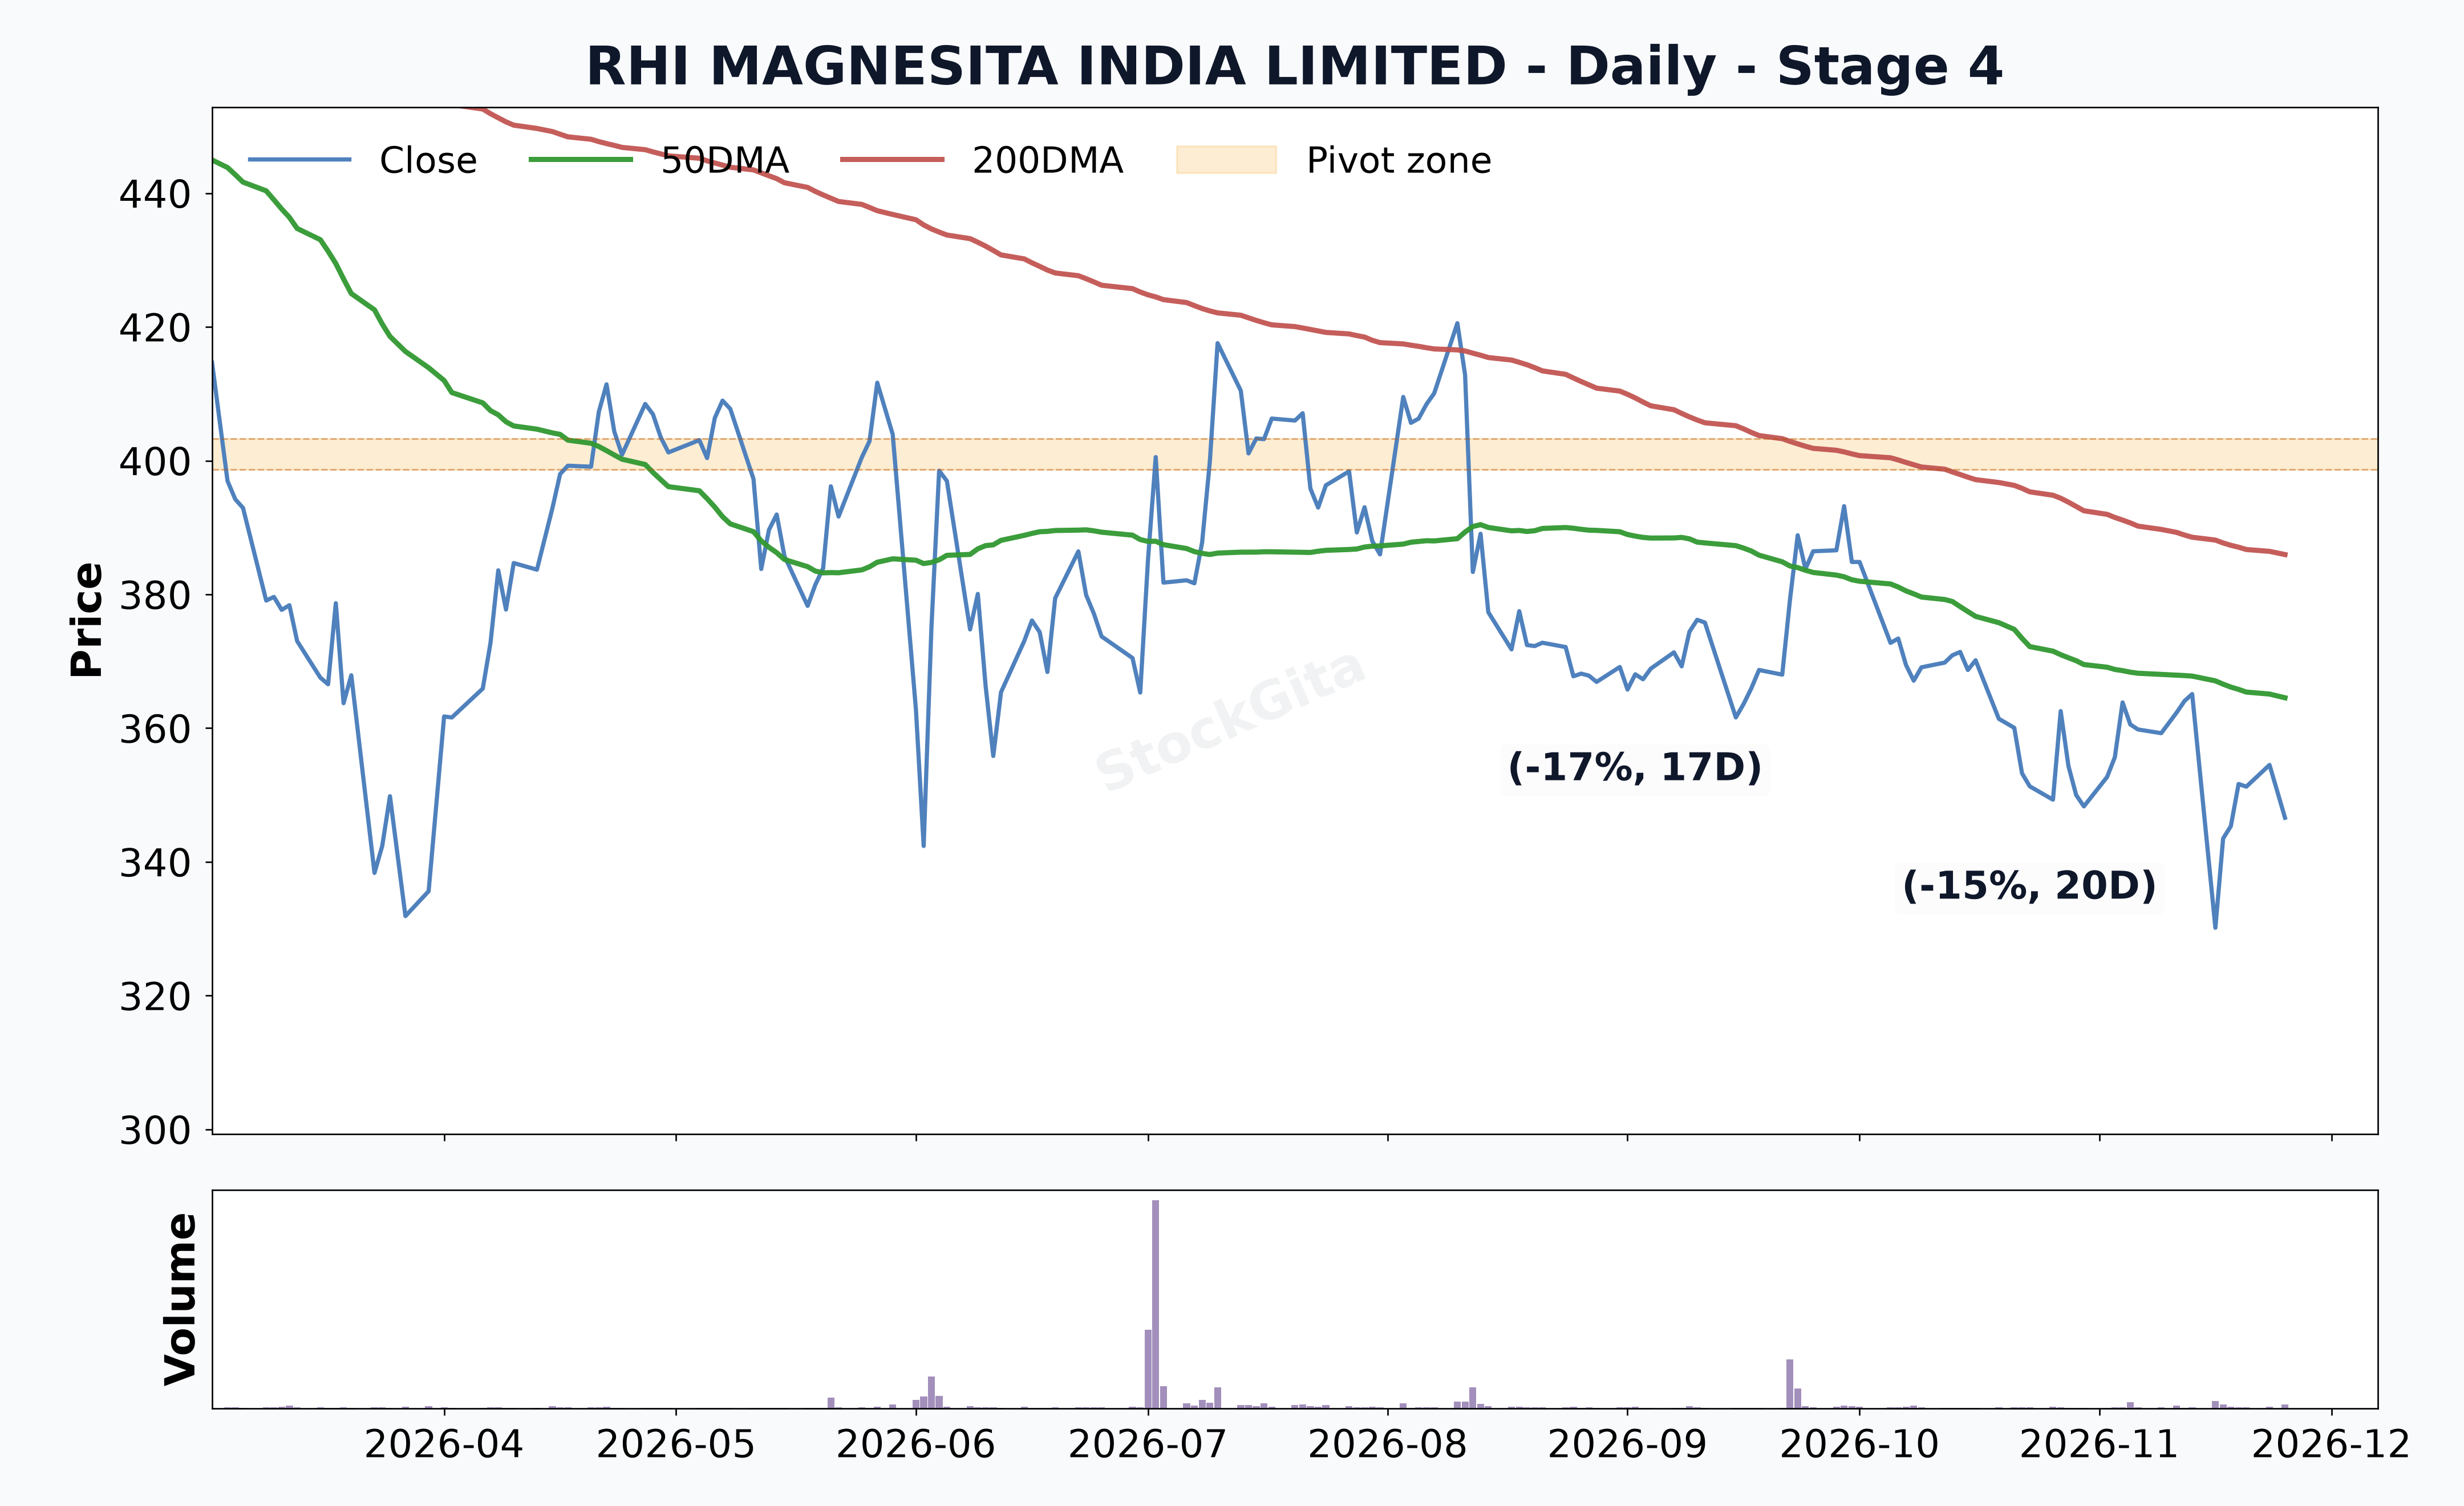 RHI MAGNESITA INDIA LIMITED - Daily - Stage 4
Close 50DMA 200DMA Pivot zone
440
420
400
380
360
340
320
300
Price
StockGita
(-17%, 17D)
(-15%, 20D)
Volume
2026-04 2026-05 2026-06 2026-07 2026-08 2026-09 2026-10 2026-11 2026-12